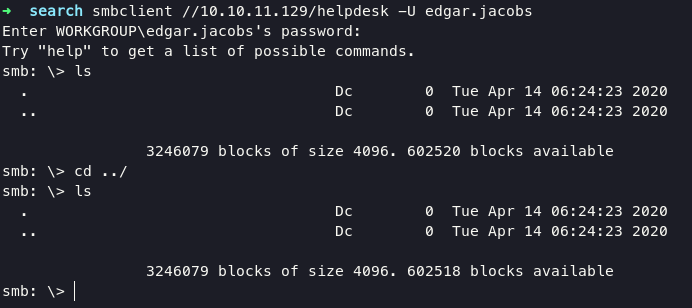 → search smbclient //10.10.11.129/helpdesk -U edgar.jacobs
Enter WORKGROUP\edgar.jacobs's password:
Try "help" to get a list of possible commands.
smb: \> ls
  .                                  Dc        0  Tue Apr 14 06:24:23 2020
  ..                                 Dc        0  Tue Apr 14 06:24:23 2020
                3246079 blocks of size 4096. 602520 blocks available
smb: \> cd ../
smb: \> ls
  .                                  Dc        0  Tue Apr 14 06:24:23 2020
  ..                                 Dc        0  Tue Apr 14 06:24:23 2020
                3246079 blocks of size 4096. 602518 blocks available
smb: \>